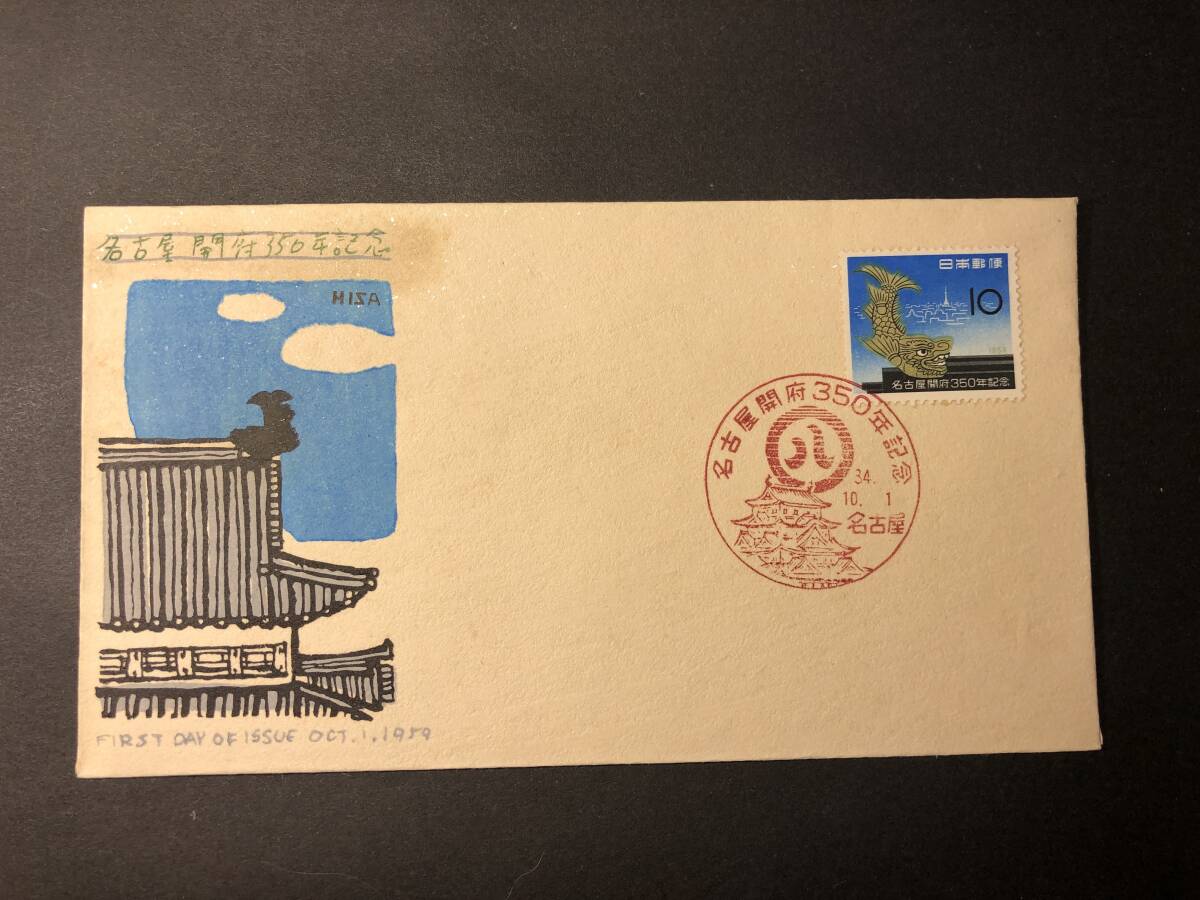 名古屋開府350年記念
HISA
日本郵便
10
1959
名古屋開府350年記念
名古屋開府350年記念
八
34.
10. 1
名古屋
FIRST DAY OF ISSUE OCT. 1. 1959